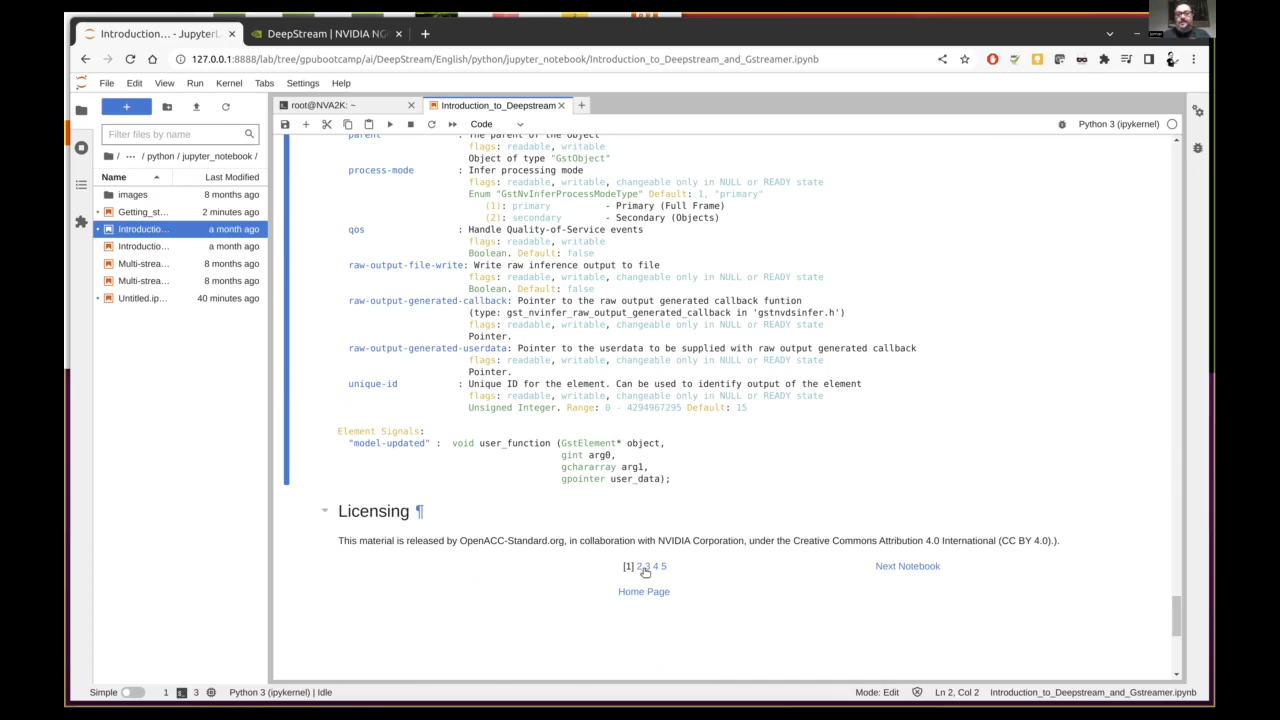 Introduction... - JupyterLa
DeepStream | NVIDIA NG
127.0.0.1:8888/lab/tree/gpubootcamp/ai/DeepStream/English/python/jupyter_notebook/Introduction_to_Deepstream_and_Gstreamer.ipynb
File Edit View Run Kernel Tabs Settings Help
root@NVA2K: ~
Introduction_to_Deepstream
Code
Python 3 (ipykernel)
Filter files by name
/ ··· / python / jupyter_notebook /
Name Last Modified
images 8 months ago
Getting_st... 2 minutes ago
Introductio... a month ago
Introductio... a month ago
Multi-strea... 8 months ago
Multi-strea... 8 months ago
Untitled.ip... 40 minutes ago
parent : The parent of the object
flags: readable, writable
Object of type "GstObject"
process-mode : Infer processing mode
flags: readable, writable, changeable only in NULL or READY state
Enum "GstNvInferProcessModeType" Default: 1, "primary"
(1): primary - Primary (Full Frame)
(2): secondary - Secondary (Objects)
qos : Handle Quality-of-Service events
flags: readable, writable
Boolean. Default: false
raw-output-file-write: Write raw inference output to file
flags: readable, writable, changeable only in NULL or READY state
Boolean. Default: false
raw-output-generated-callback: Pointer to the raw output generated callback funtion
(type: gst_nvinfer_raw_output_generated_callback in 'gstnvdsinfer.h')
flags: readable, writable, changeable only in NULL or READY state
Pointer.
raw-output-generated-userdata: Pointer to the userdata to be supplied with raw output generated callback
flags: readable, writable, changeable only in NULL or READY state
Pointer.
unique-id : Unique ID for the element. Can be used to identify output of the element
flags: readable, writable, changeable only in NULL or READY state
Unsigned Integer. Range: 0 - 4294967295 Default: 15
Element Signals:
"model-updated" : void user_function (GstElement* object,
gint arg0,
gchararray arg1,
gpointer user_data);
Licensing ¶
This material is released by OpenACC-Standard.org, in collaboration with NVIDIA Corporation, under the Creative Commons Attribution 4.0 International (CC BY 4.0).).
[1] 2 3 4 5 Next Notebook
Home Page
Simple 1 3 Python 3 (ipykernel) | Idle
Mode: Edit Ln 2, Col 2 Introduction_to_Deepstream_and_Gstreamer.ipynb